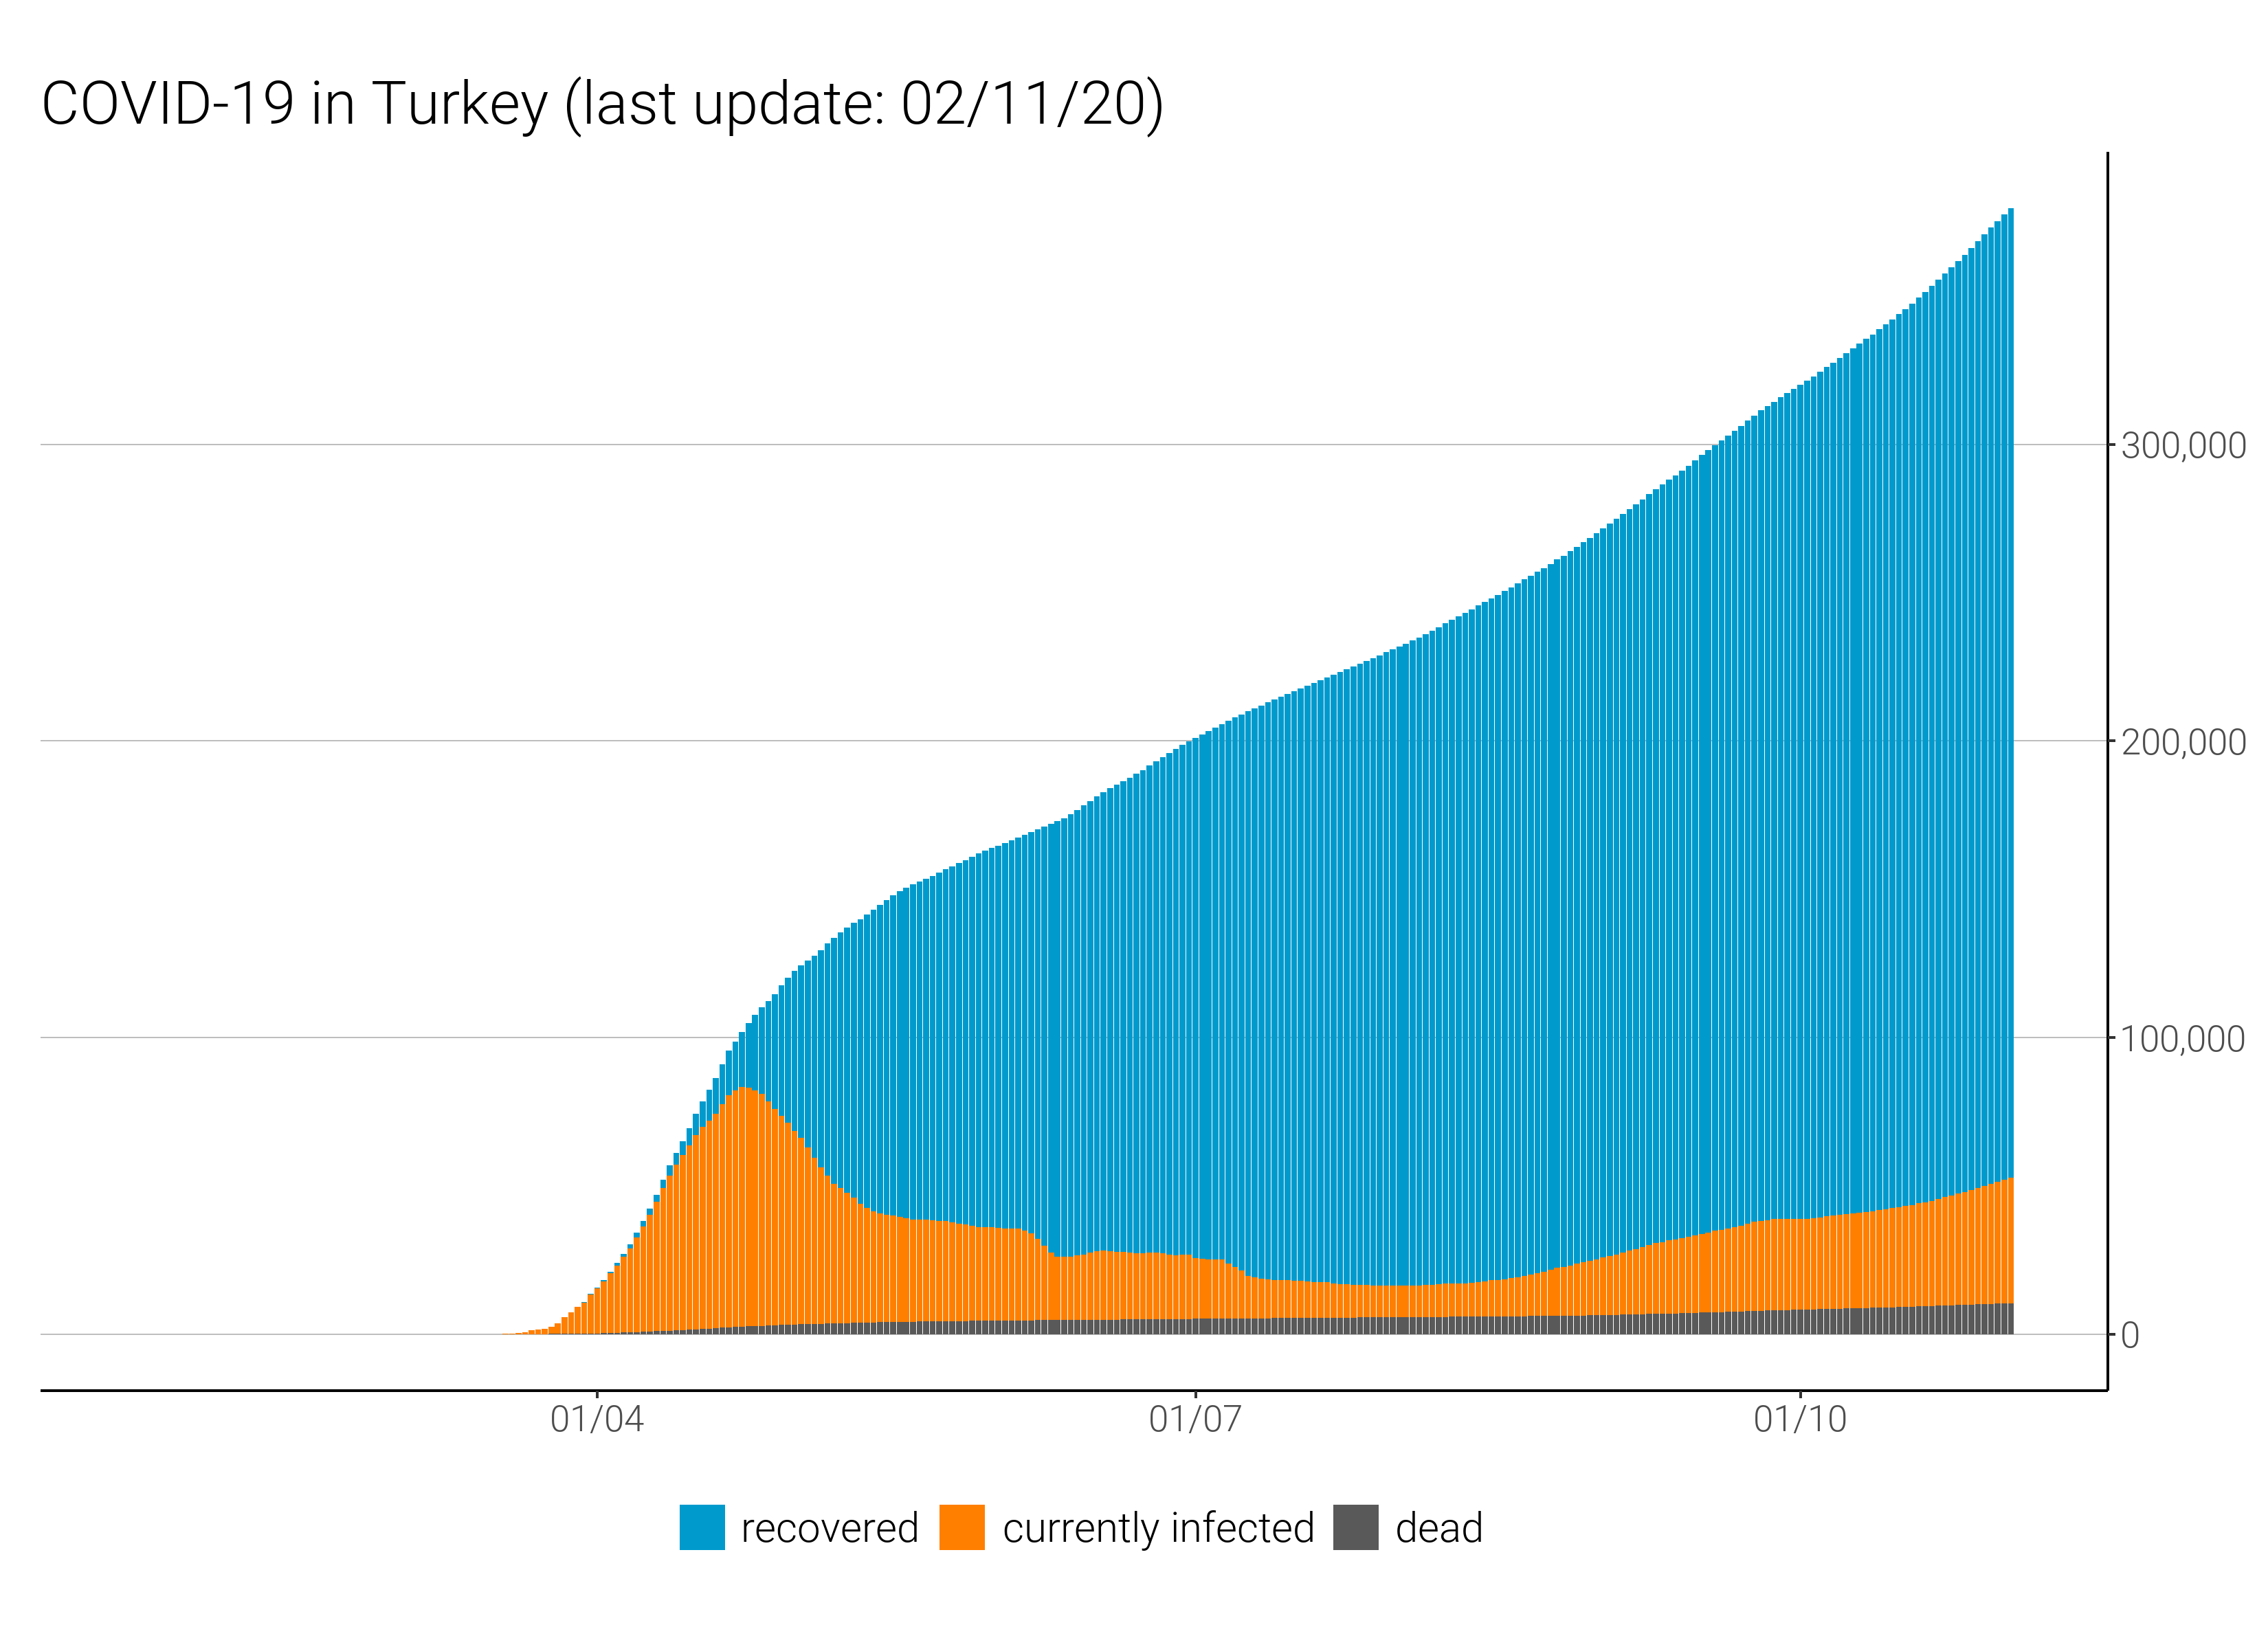 COVID-19 in Turkey (last update: 02/11/20)
300,000
200,000
100,000
0
01/04 01/07 01/10
recovered currently infected dead